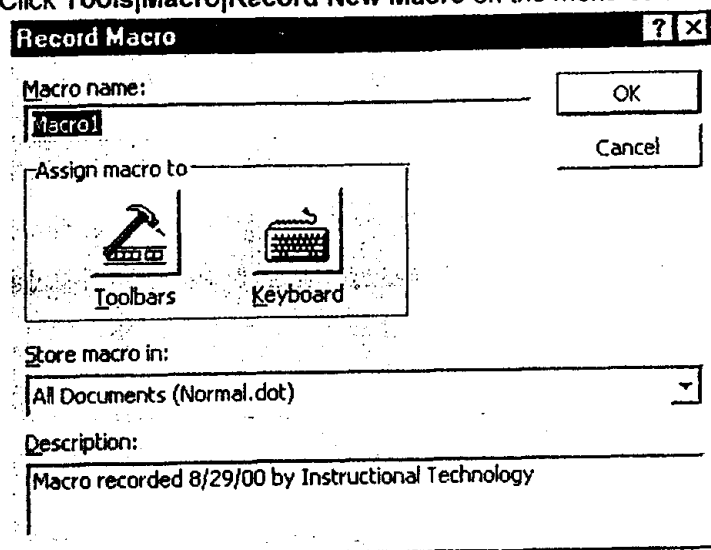 Click Tools|Macro|Record New Macro on the menu
Record Macro
Macro name:
OK
Macro1
Cancel
Assign macro to
Toolbars Keyboard
Store macro in:
All Documents (Normal.dot)
Description:
Macro recorded 8/29/00 by Instructional Technology